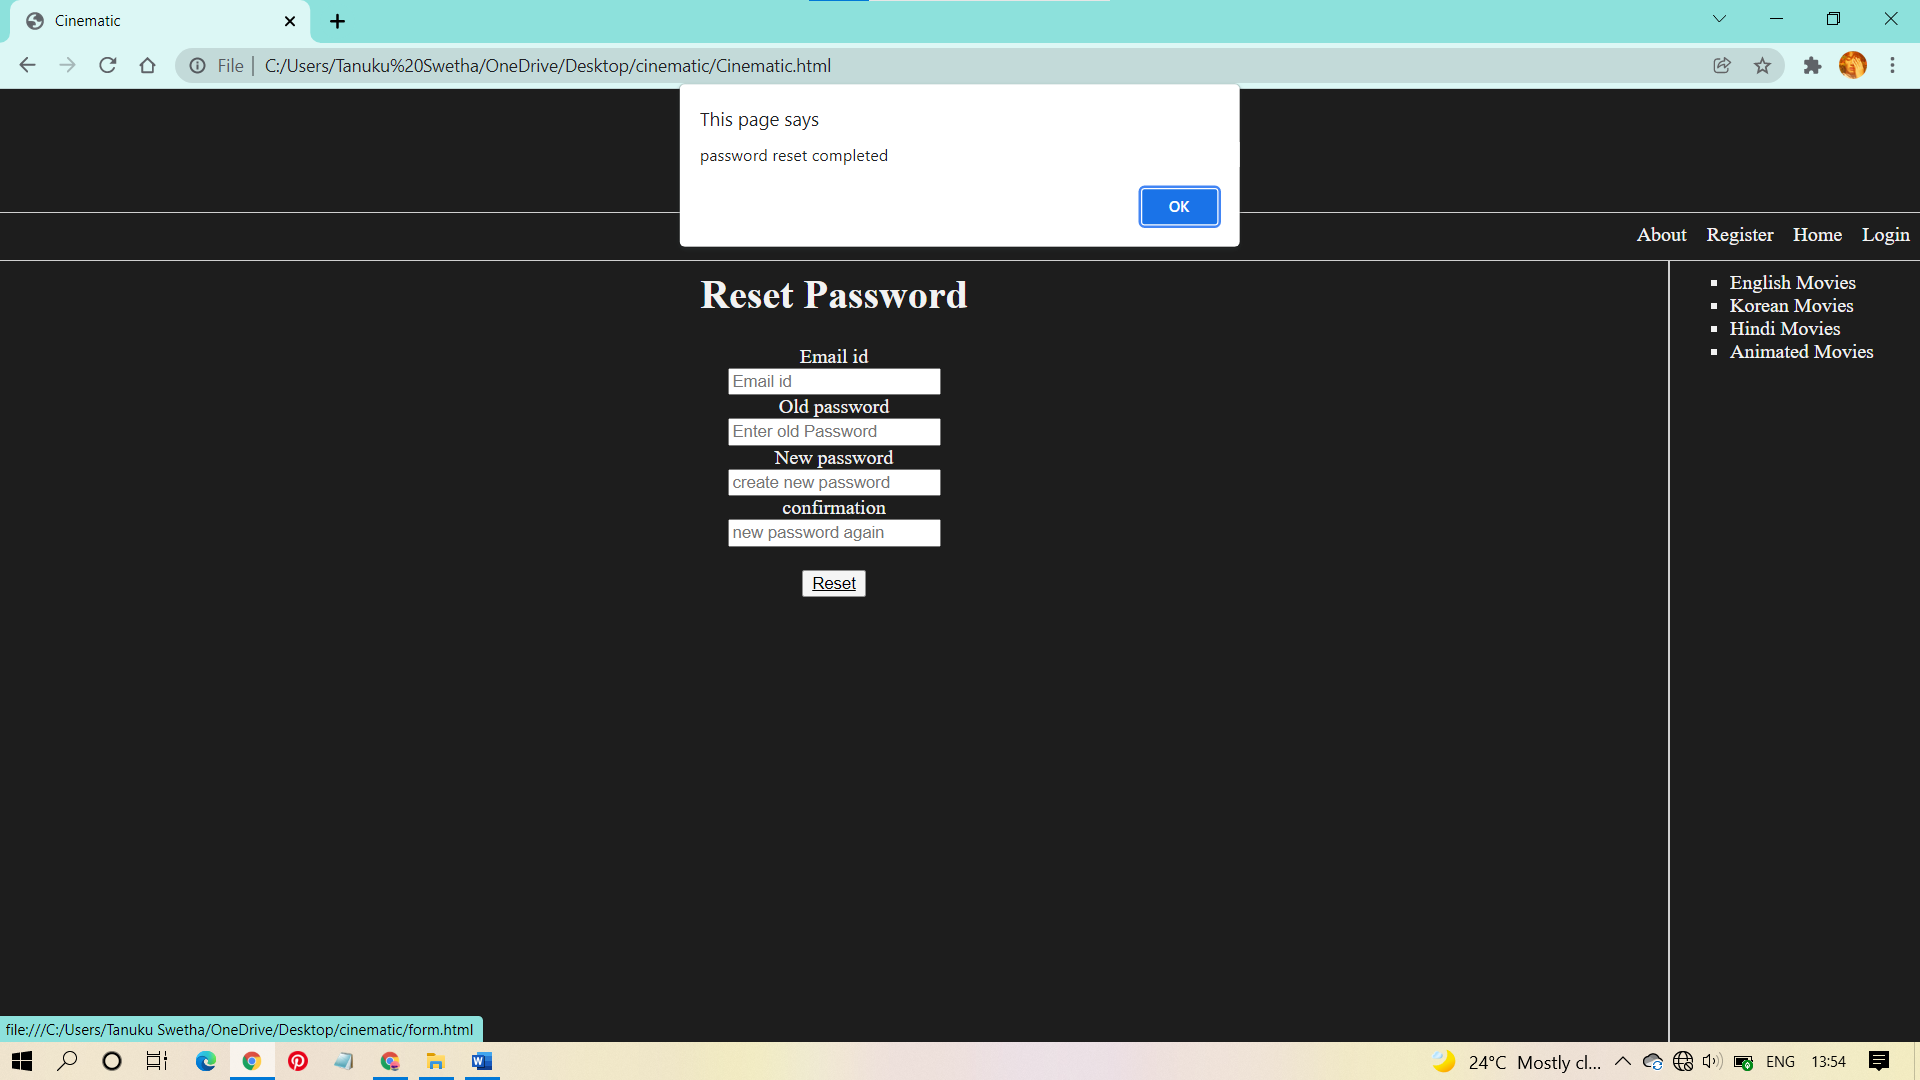 Cinematic
File
C:/Users/Tanuku%20Swetha/OneDrive/Desktop/cinematic/Cinematic.html
This page says
password reset completed
OK
About Register Home Login
Reset Password
Email id
Email id
Old password
Enter old Password
New password
create new password
confirmation
new password again
Reset
English Movies
Korean Movies
Hindi Movies
Animated Movies
file:///C:/Users/Tanuku Swetha/OneDrive/Desktop/cinematic/form.html
24°C Mostly cl... ENG 13:54